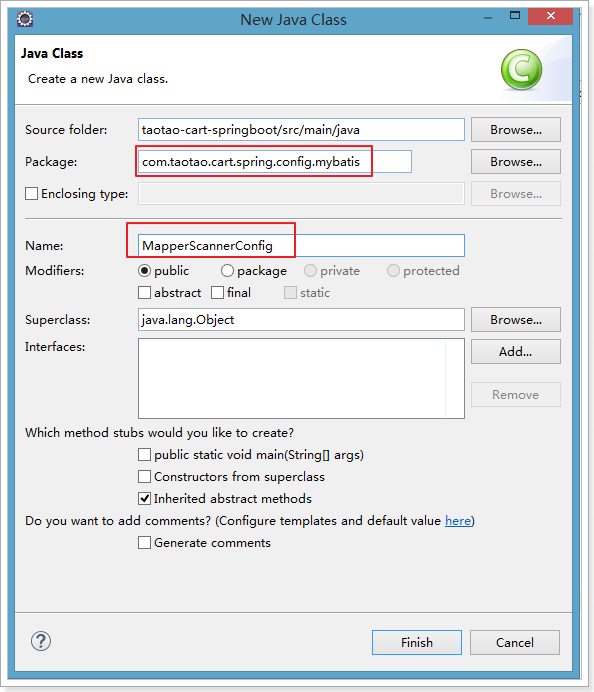 New Java Class
Java Class
Create a new Java class.
Source folder: taotao-cart-springboot/src/main/java Browse...
Package: com.taotao.cart.spring.config.mybatis Browse...
Enclosing type: Browse...
Name: MapperScannerConfig
Modifiers: public package private protected
abstract final static
Superclass: java.lang.Object Browse...
Interfaces: Add...
Remove
Which method stubs would you like to create?
public static void main(String[] args)
Constructors from superclass
Inherited abstract methods
Do you want to add comments? (Configure templates and default value here)
Generate comments
? Finish Cancel